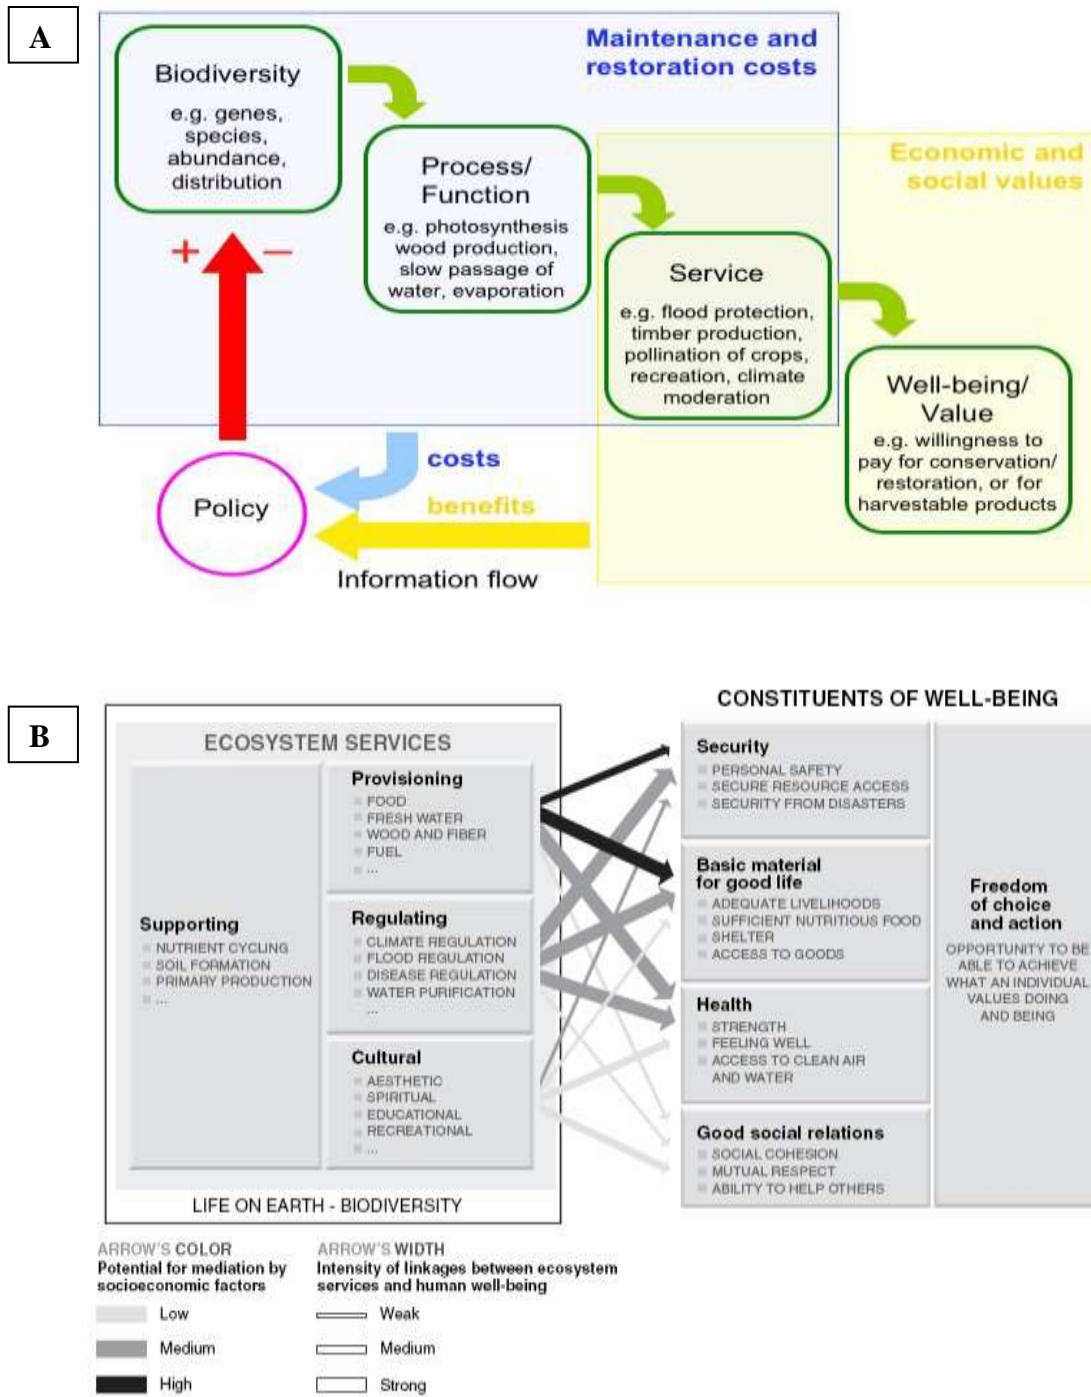 A
Maintenance and
restoration costs
Biodiversity
e.g. genes,
species,
abundance,
distribution
Process/
Function
e.g. photosynthesis
wood production,
slow passage of
water, evaporation
Economic and
social values
Service
e.g. flood protection,
timber production,
pollination of crops,
recreation, climate
moderation
Well-being/
Value
e.g. willingness to
pay for conservation/
restoration, or for
harvestable products
+ −
Policy
costs
benefits
Information flow
B
ECOSYSTEM SERVICES
Supporting
NUTRIENT CYCLING
SOIL FORMATION
PRIMARY PRODUCTION
...
Provisioning
FOOD
FRESH WATER
WOOD AND FIBER
FUEL
...
Regulating
CLIMATE REGULATION
FLOOD REGULATION
DISEASE REGULATION
WATER PURIFICATION
...
Cultural
AESTHETIC
SPIRITUAL
EDUCATIONAL
RECREATIONAL
...
LIFE ON EARTH - BIODIVERSITY
CONSTITUENTS OF WELL-BEING
Security
PERSONAL SAFETY
SECURE RESOURCE ACCESS
SECURITY FROM DISASTERS
Basic material
for good life
ADEQUATE LIVELIHOODS
SUFFICIENT NUTRITIOUS FOOD
SHELTER
ACCESS TO GOODS
Health
STRENGTH
FEELING WELL
ACCESS TO CLEAN AIR
AND WATER
Good social relations
SOCIAL COHESION
MUTUAL RESPECT
ABILITY TO HELP OTHERS
Freedom
of choice
and action
OPPORTUNITY TO BE
ABLE TO ACHIEVE
WHAT AN INDIVIDUAL
VALUES DOING
AND BEING
ARROW'S COLOR
Potential for mediation by
socioeconomic factors
Low
Medium
High
ARROW'S WIDTH
Intensity of linkages between ecosystem
services and human well-being
Weak
Medium
Strong